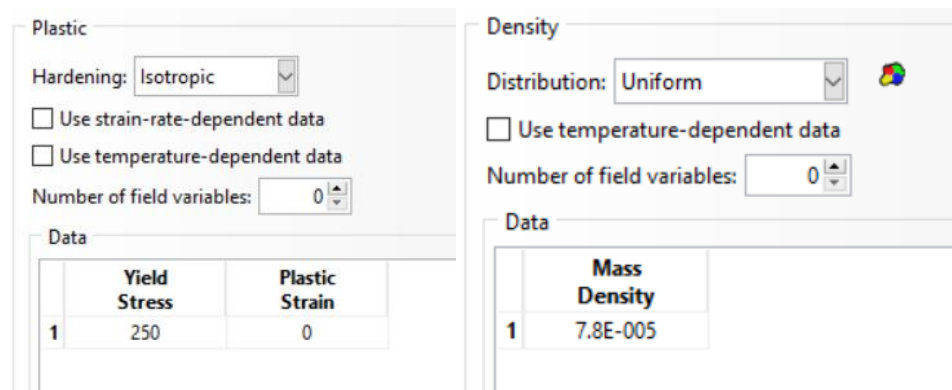 Plastic
Hardening: Isotropic
Use strain-rate-dependent data
Use temperature-dependent data
Number of field variables: 0
Data
Yield Stress Plastic Strain
1 250 0
Density
Distribution: Uniform
Use temperature-dependent data
Number of field variables: 0
Data
Mass Density
1 7.8E-005